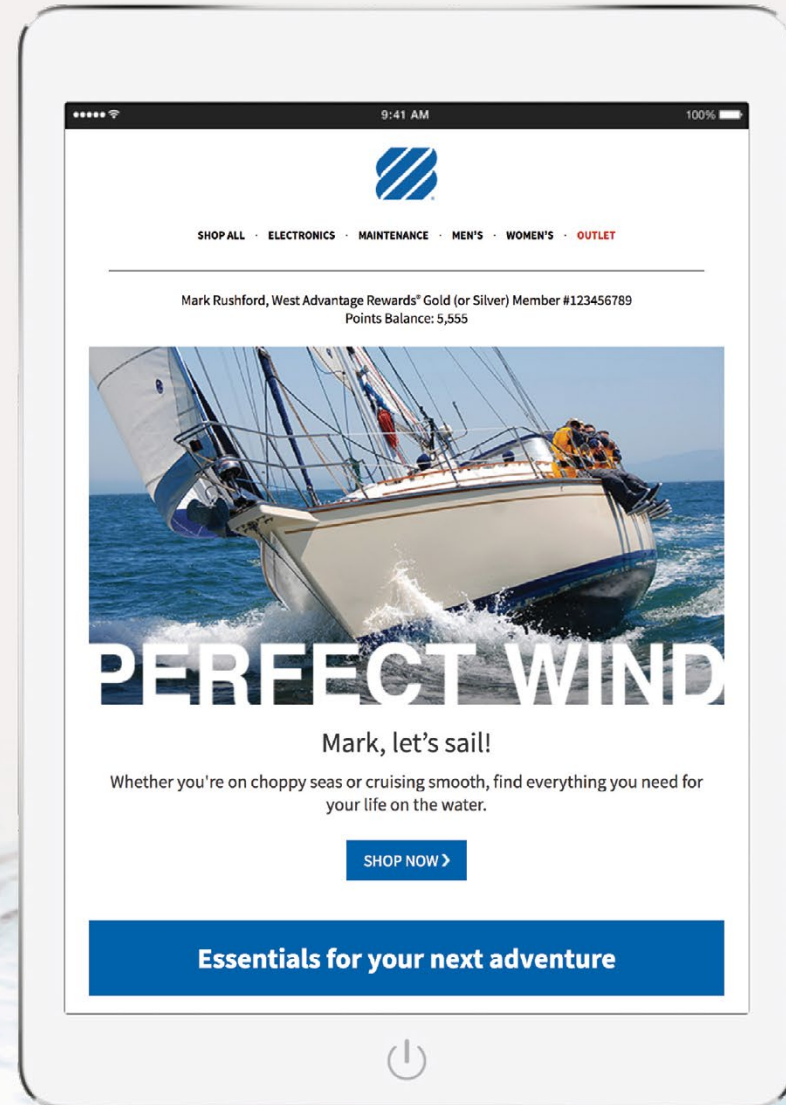 9:41 AM
100%
SHOP ALL · ELECTRONICS · MAINTENANCE · MEN'S · WOMEN'S · OUTLET
Mark Rushford, West Advantage Rewards® Gold (or Silver) Member #123456789
Points Balance: 5,555
PERFECT WIND
Mark, let's sail!
Whether you're on choppy seas or cruising smooth, find everything you need for
your life on the water.
SHOP NOW ❯
Essentials for your next adventure